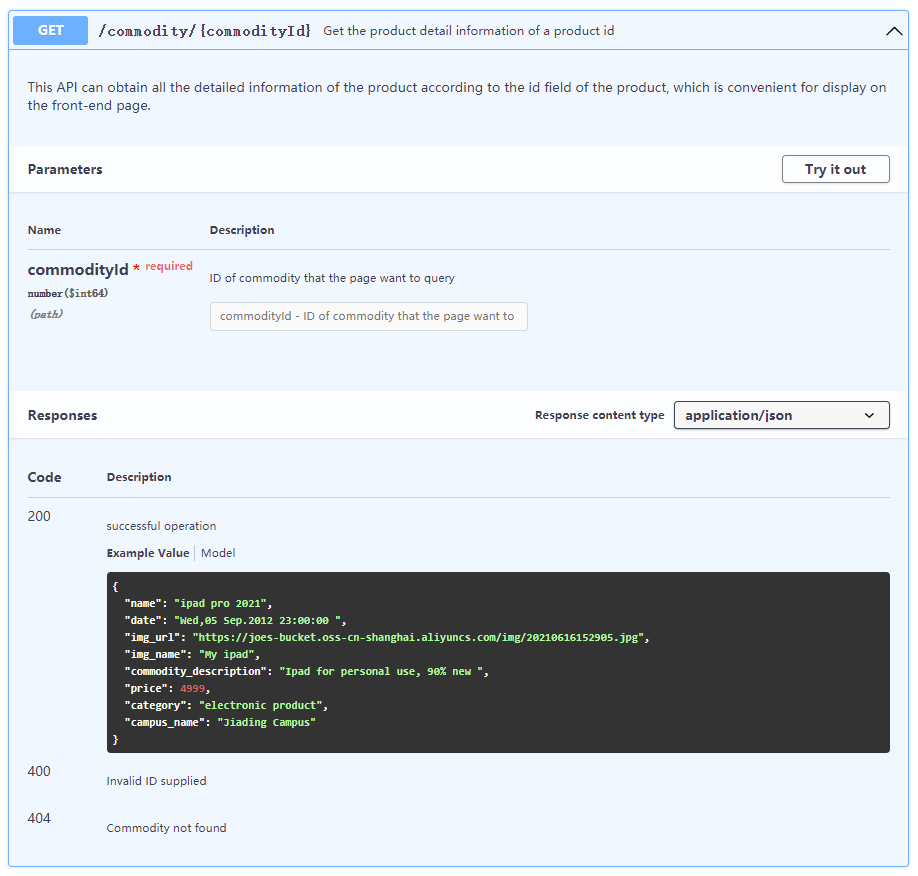 GET /commodity/{commodityId} Get the product detail information of a product id
This API can obtain all the detailed information of the product according to the id field of the product, which is convenient for display on
the front-end page.
Parameters Try it out
Name Description
commodityId * required
ID of commodity that the page want to query
number($int64)
(path)
commodityId - ID of commodity that the page want to
Responses Response content type application/json
Code Description
200
successful operation
Example Value Model
{
"name": "ipad pro 2021",
"date": "Wed,05 Sep.2012 23:00:00 ",
"img_url": "https://joes-bucket.oss-cn-shanghai.aliyuncs.com/img/20210616152905.jpg",
"img_name": "My ipad",
"commodity_description": "Ipad for personal use, 90% new ",
"price": 4999,
"category": "electronic product",
"campus_name": "Jiading Campus"
}
400
Invalid ID supplied
404
Commodity not found